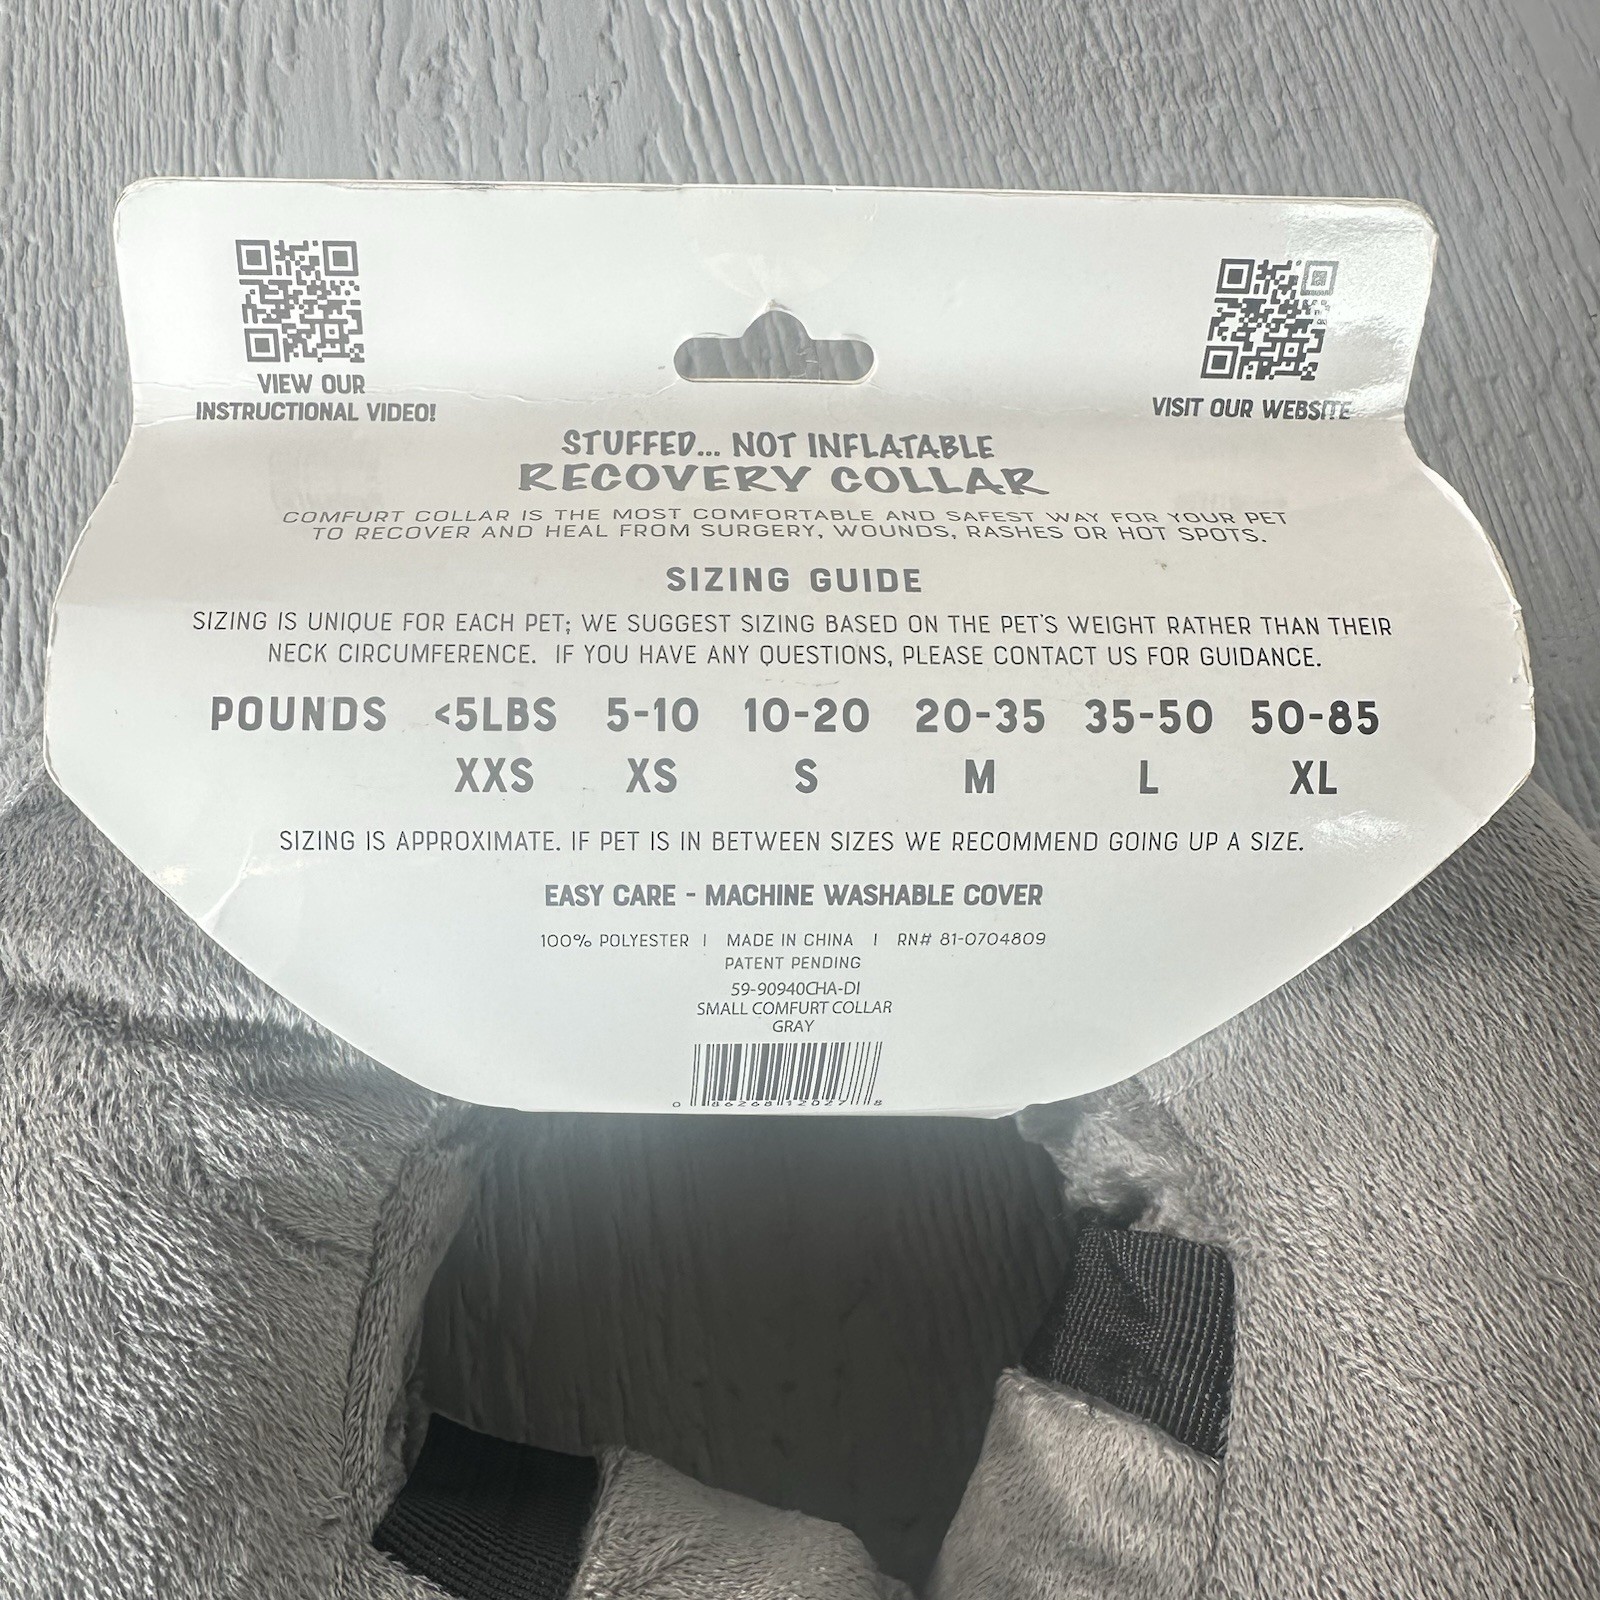 VIEW OUR
INSTRUCTIONAL VIDEO!
VISIT OUR WEBSITE
STUFFED... NOT INFLATABLE
RECOVERY COLLAR
COMFURT COLLAR IS THE MOST COMFORTABLE AND SAFEST WAY FOR YOUR PET
TO RECOVER AND HEAL FROM SURGERY, WOUNDS, RASHES OR HOT SPOTS.
SIZING GUIDE
SIZING IS UNIQUE FOR EACH PET; WE SUGGEST SIZING BASED ON THE PET'S WEIGHT RATHER THAN THEIR
NECK CIRCUMFERENCE. IF YOU HAVE ANY QUESTIONS, PLEASE CONTACT US FOR GUIDANCE.
POUNDS <5LBS 5-10 10-20 20-35 35-50 50-85
XXS XS S M L XL
SIZING IS APPROXIMATE. IF PET IS IN BETWEEN SIZES WE RECOMMEND GOING UP A SIZE.
EASY CARE - MACHINE WASHABLE COVER
100% POLYESTER | MADE IN CHINA | RN# 81-0704809
PATENT PENDING
59-90940CHA-DI
SMALL COMFURT COLLAR
GRAY
0 86268 12027 8